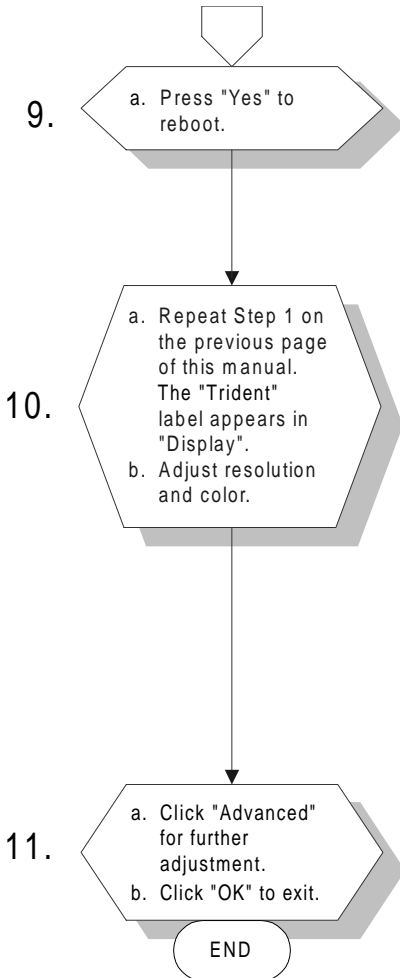 9.
a. Press "Yes" to
reboot.
10.
a. Repeat Step 1 on
the previous page
of this manual.
The "Trident"
label appears in
"Display".
b. Adjust resolution
and color.
11.
a. Click "Advanced"
for further
adjustment.
b. Click "OK" to exit.
END